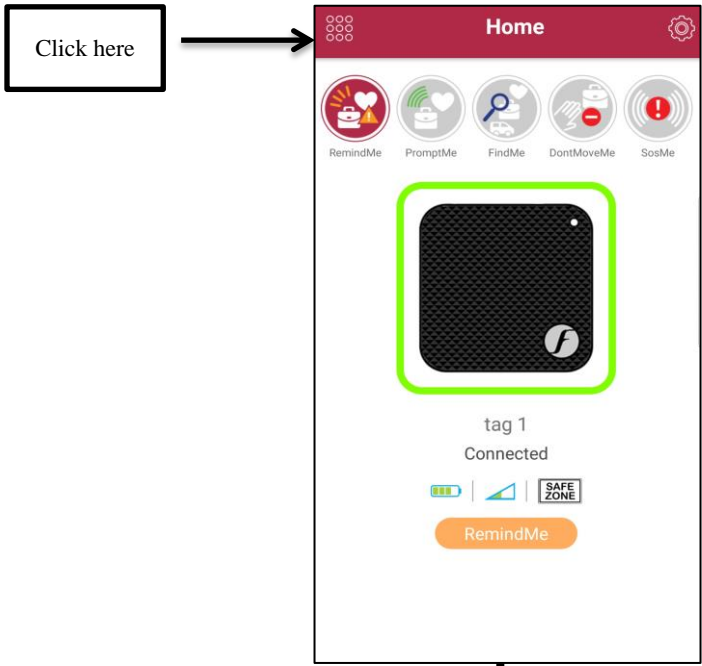 Click here
Home
RemindMe PromptMe FindMe DontMoveMe SosMe
f
tag 1
Connected
SAFE
ZONE
RemindMe